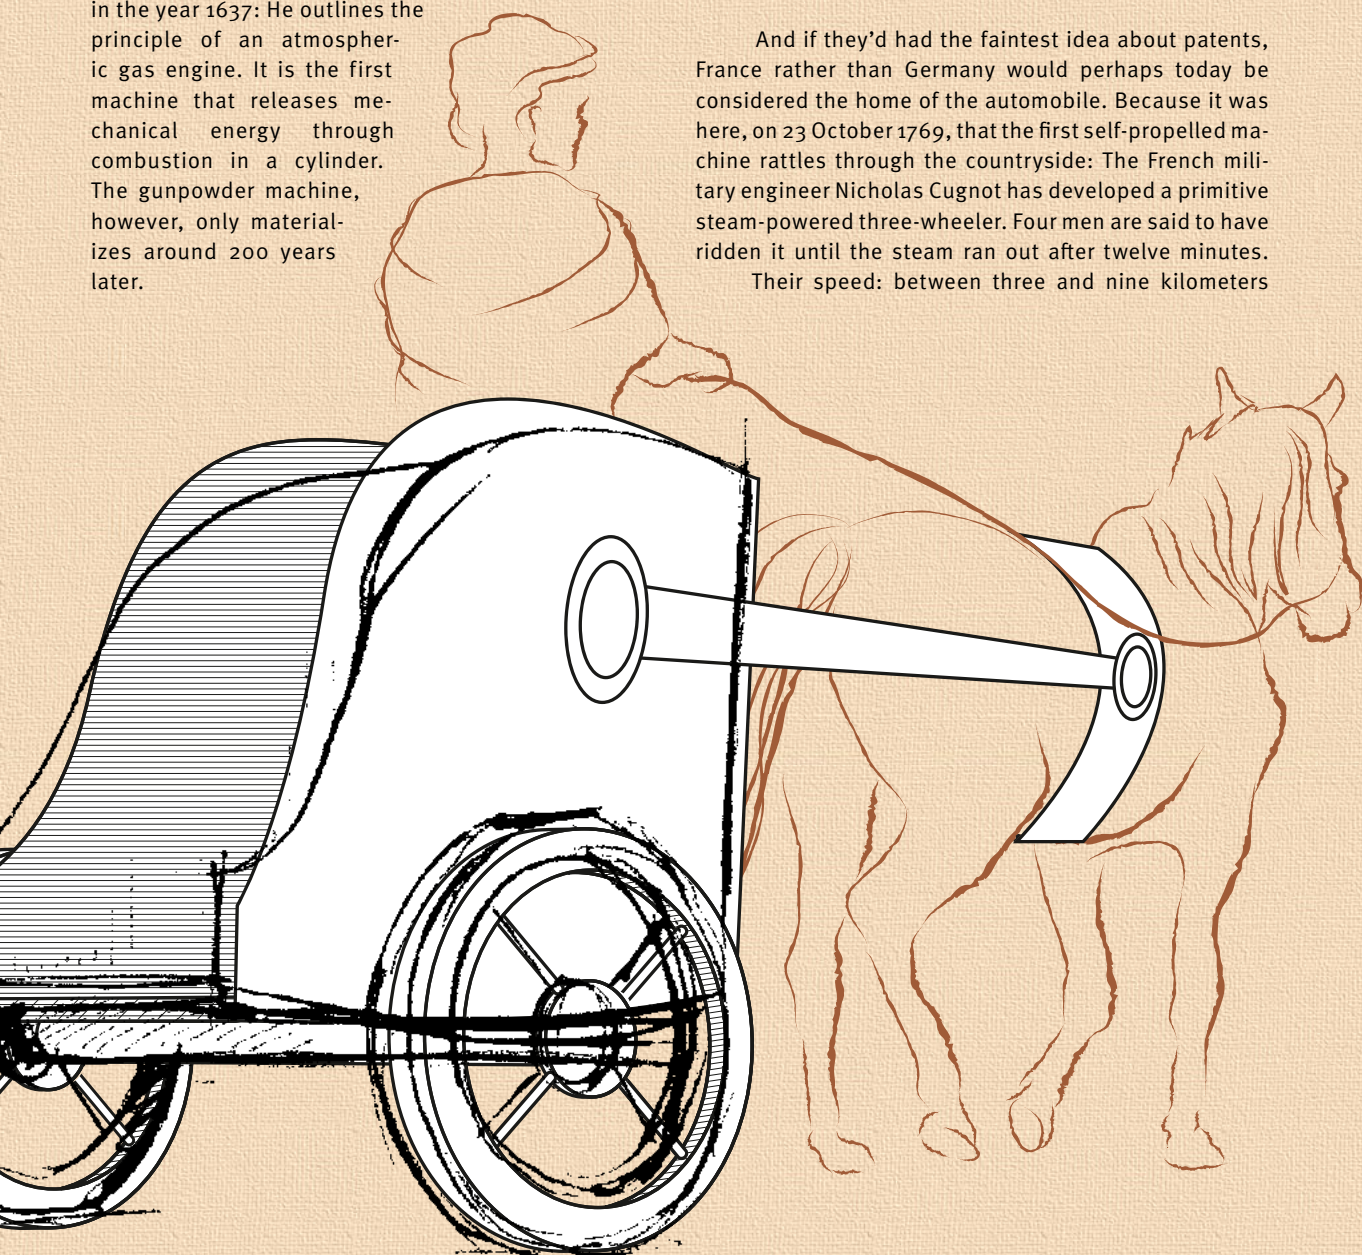 in the year 1637: He outlines the
principle of an atmospher-
ic gas engine. It is the first
machine that releases me-
chanical energy through
combustion in a cylinder.
The gunpowder machine,
however, only material-
izes around 200 years
later.
And if they’d had the faintest idea about patents,
France rather than Germany would perhaps today be
considered the home of the automobile. Because it was
here, on 23 October 1769, that the first self-propelled ma-
chine rattles through the countryside: The French mili-
tary engineer Nicholas Cugnot has developed a primitive
steam-powered three-wheeler. Four men are said to have
ridden it until the steam ran out after twelve minutes.
Their speed: between three and nine kilometers